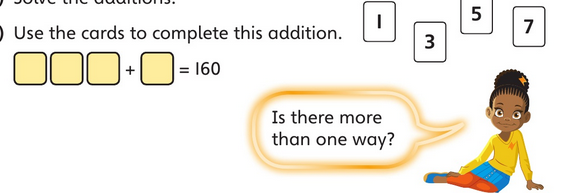 Solve the additions.
) Use the cards to complete this addition.
1
3
5
7
+ = 160
Is there more
than one way?